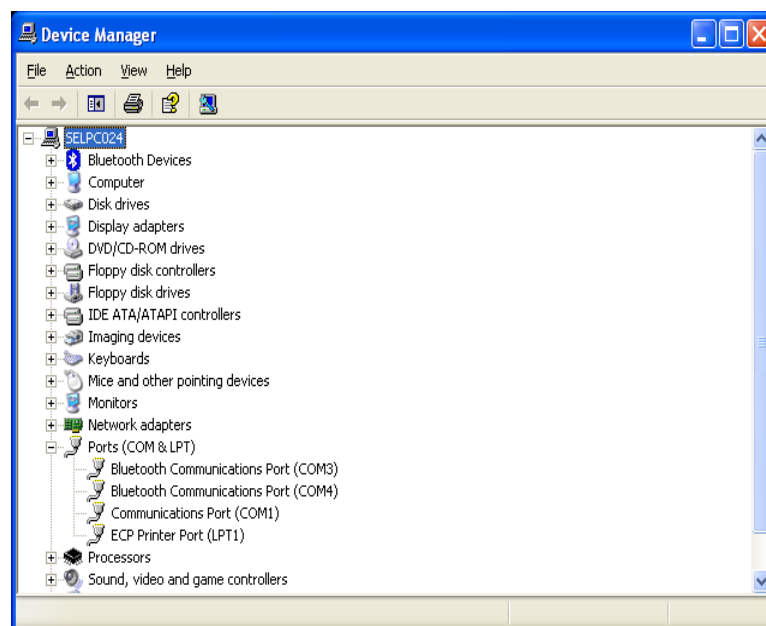 Device Manager
File Action View Help
SELPC024
Bluetooth Devices
Computer
Disk drives
Display adapters
DVD/CD-ROM drives
Floppy disk controllers
Floppy disk drives
IDE ATA/ATAPI controllers
Imaging devices
Keyboards
Mice and other pointing devices
Monitors
Network adapters
Ports (COM & LPT)
Bluetooth Communications Port (COM3)
Bluetooth Communications Port (COM4)
Communications Port (COM1)
ECP Printer Port (LPT1)
Processors
Sound, video and game controllers